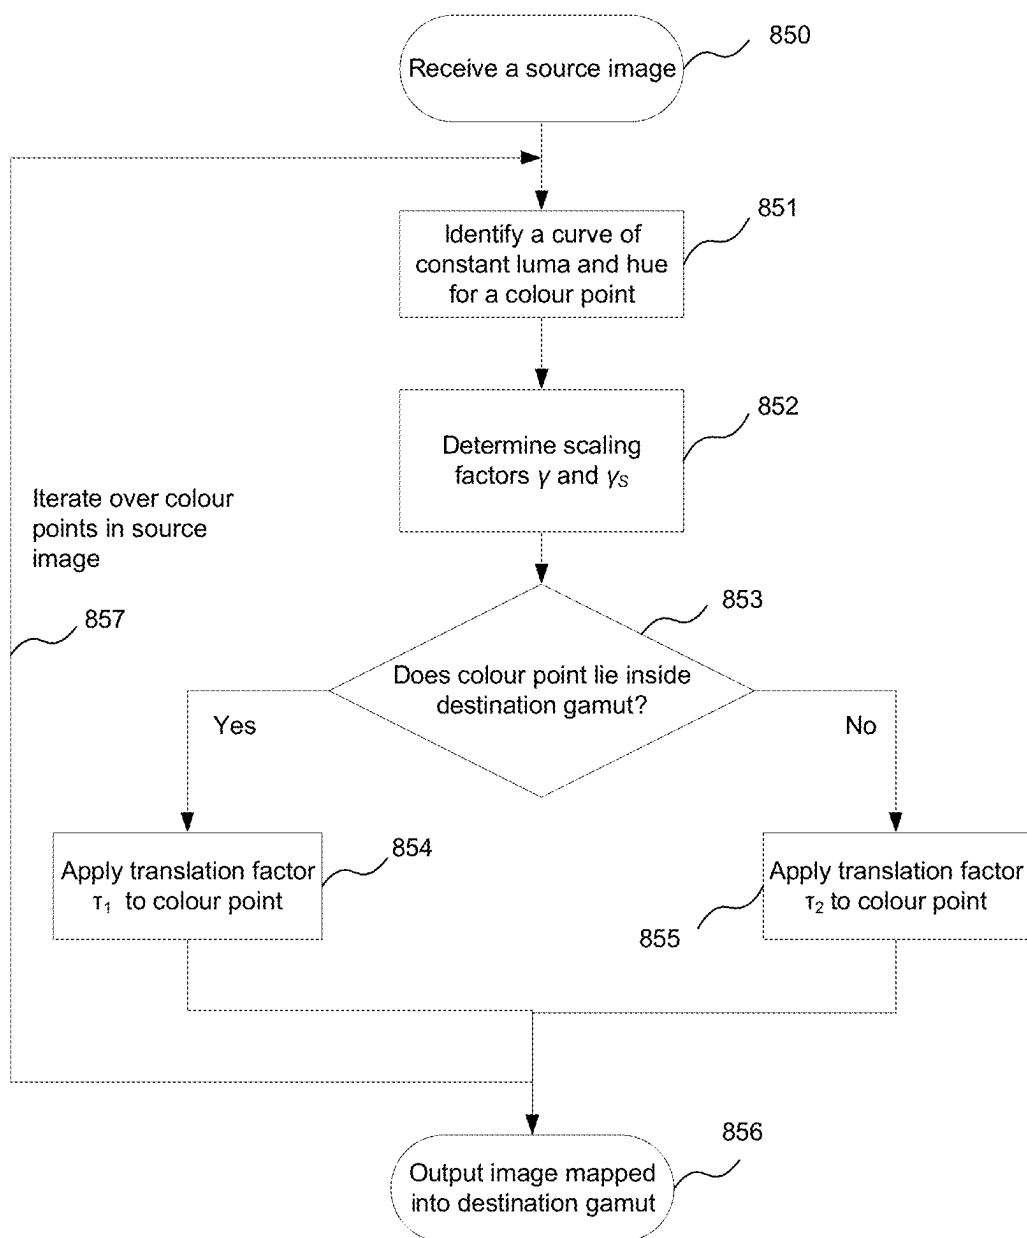 850
Receive a source image
851
Identify a curve of
constant luma and hue
for a colour point
852
Determine scaling
factors γ and γS
Iterate over colour
points in source
image
857
853
Does colour point lie inside
destination gamut?
Yes
No
854
Apply translation factor
τ1 to colour point
Apply translation factor
τ2 to colour point
855
856
Output image mapped
into destination gamut